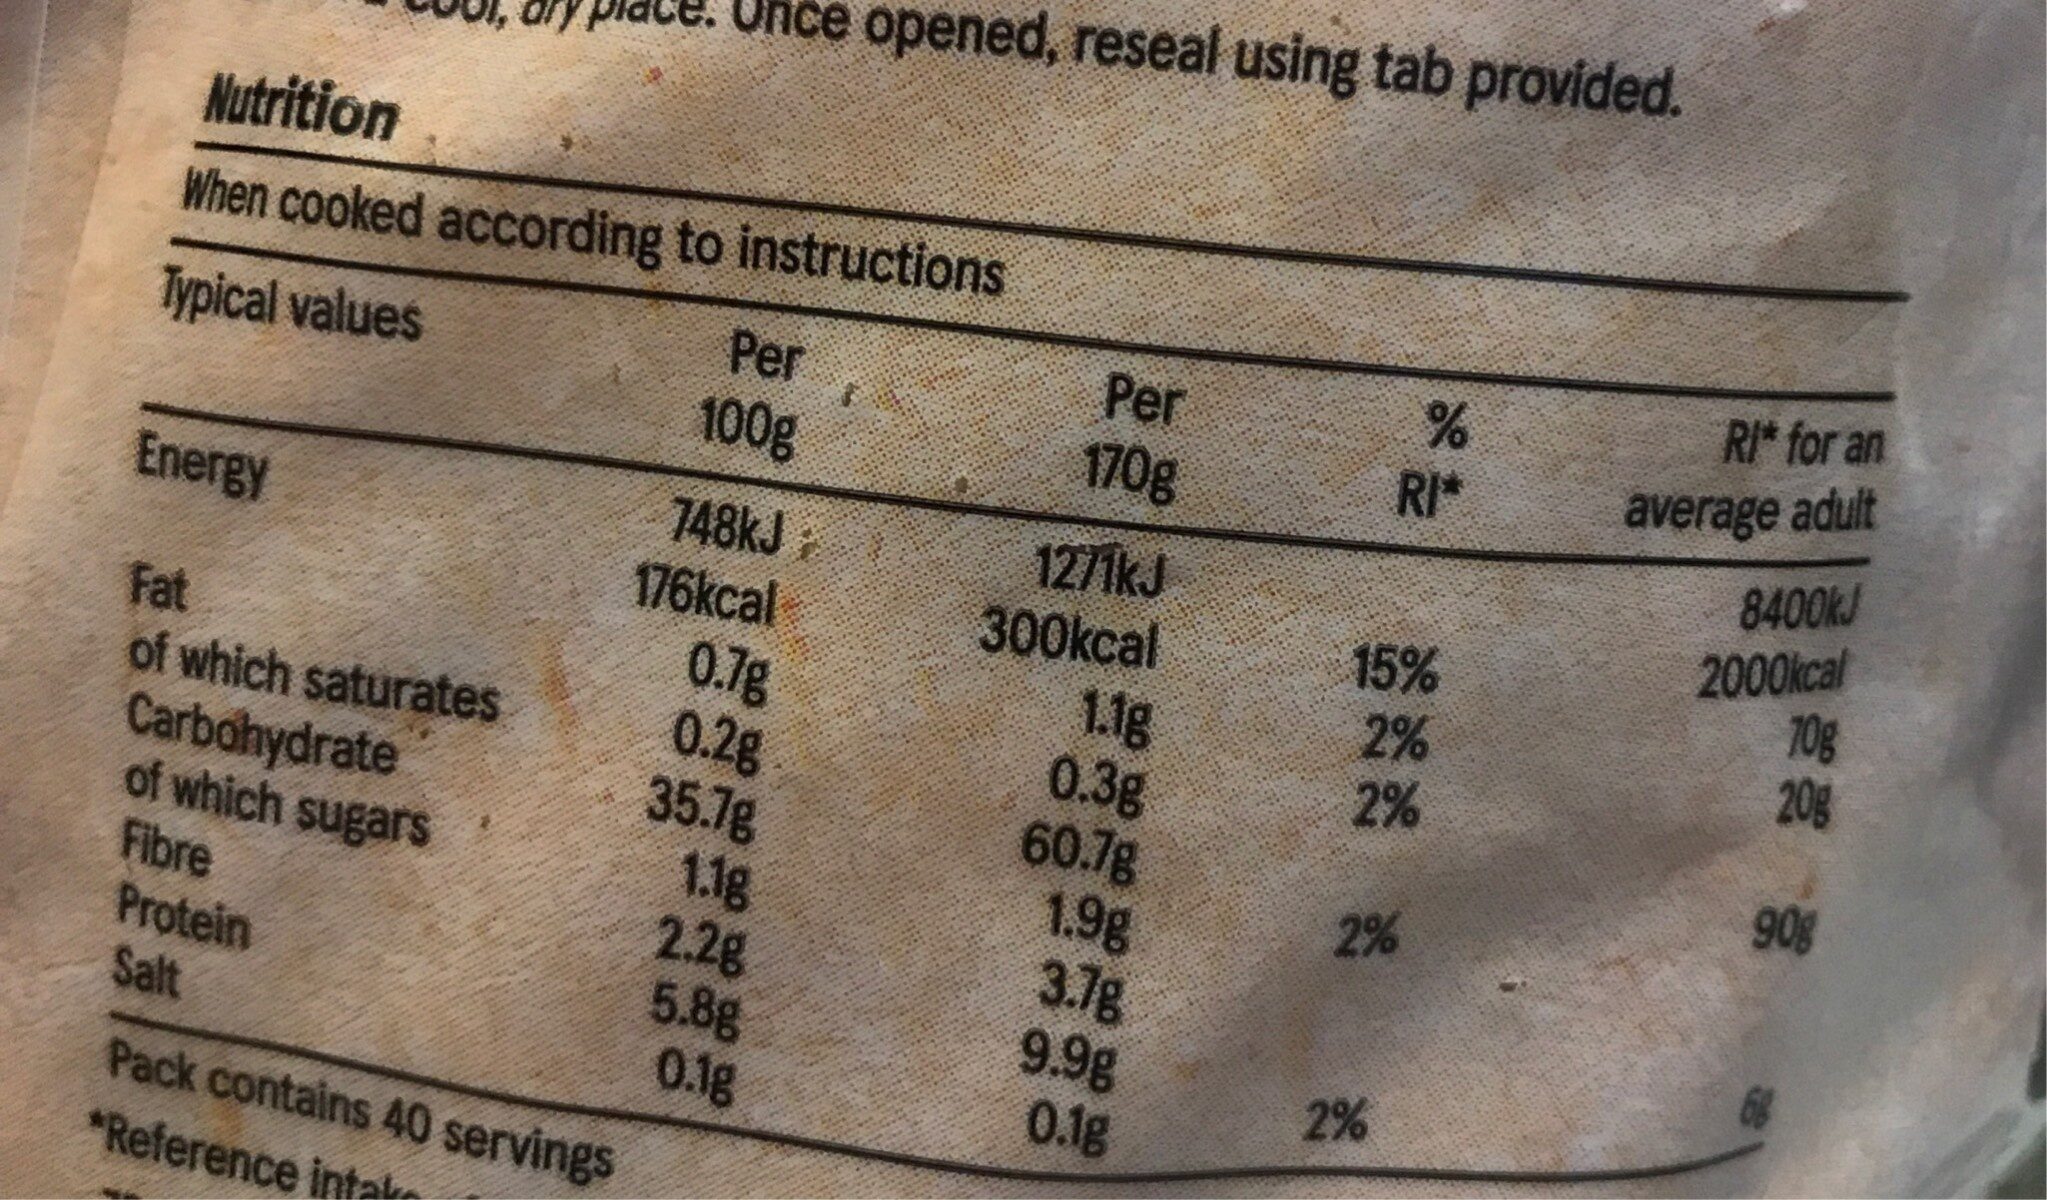 cool, dry place. Once opened, reseal using tab provided.
Nutrition
When cooked according to instructions
Typical values Per 100g Per 170g % RI* RI* for an average adult
Energy 748kJ 1271kJ 8400kJ
176kcal 300kcal 15% 2000kcal
Fat 0.7g 1.1g 2% 70g
of which saturates 0.2g 0.3g 2% 20g
Carbohydrate 35.7g 60.7g
of which sugars 1.1g 1.9g 2% 90g
Fibre 2.2g 3.7g
Protein 5.8g 9.9g
Salt 0.1g 0.1g 2% 6g
Pack contains 40 servings
*Reference